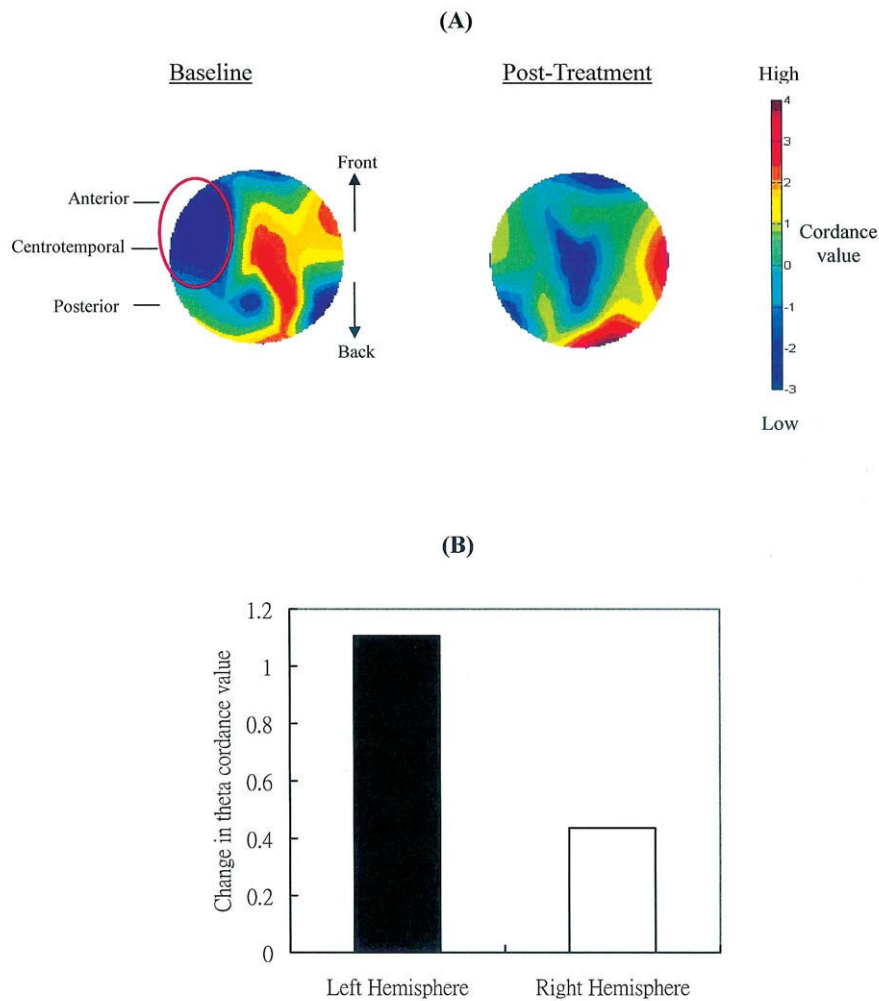 (A)
Baseline
Post-Treatment
High
Anterior
Centrotemporal
Posterior
Front
Back
4
3
2
1
0
-1
-2
-3
Cordance
value
Low
(B)
Change in theta cordance value
1.2
1
0.8
0.6
0.4
0.2
0
Left Hemisphere
Right Hemisphere